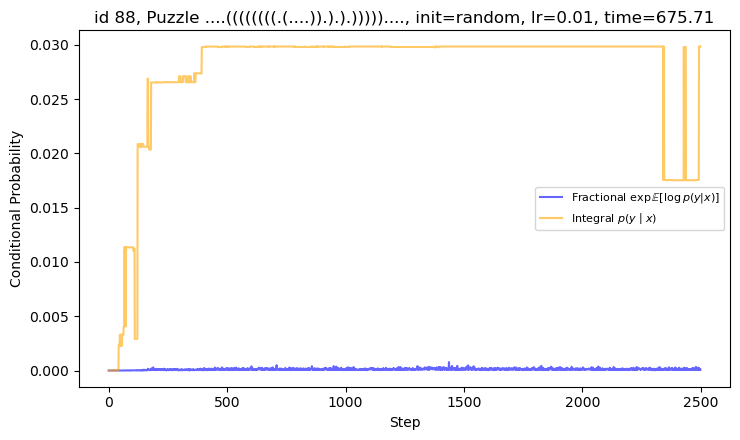 id 88, Puzzle ....((((((((.(....)).).).)))))...., init=random, lr=0.01, time=675.71
0.030
0.025
0.020
0.015
0.010
0.005
0.000
Conditional Probability
Fractional exp𝔼[log p(y|x)]
Integral p(y | x)
0 500 1000 1500 2000 2500
Step